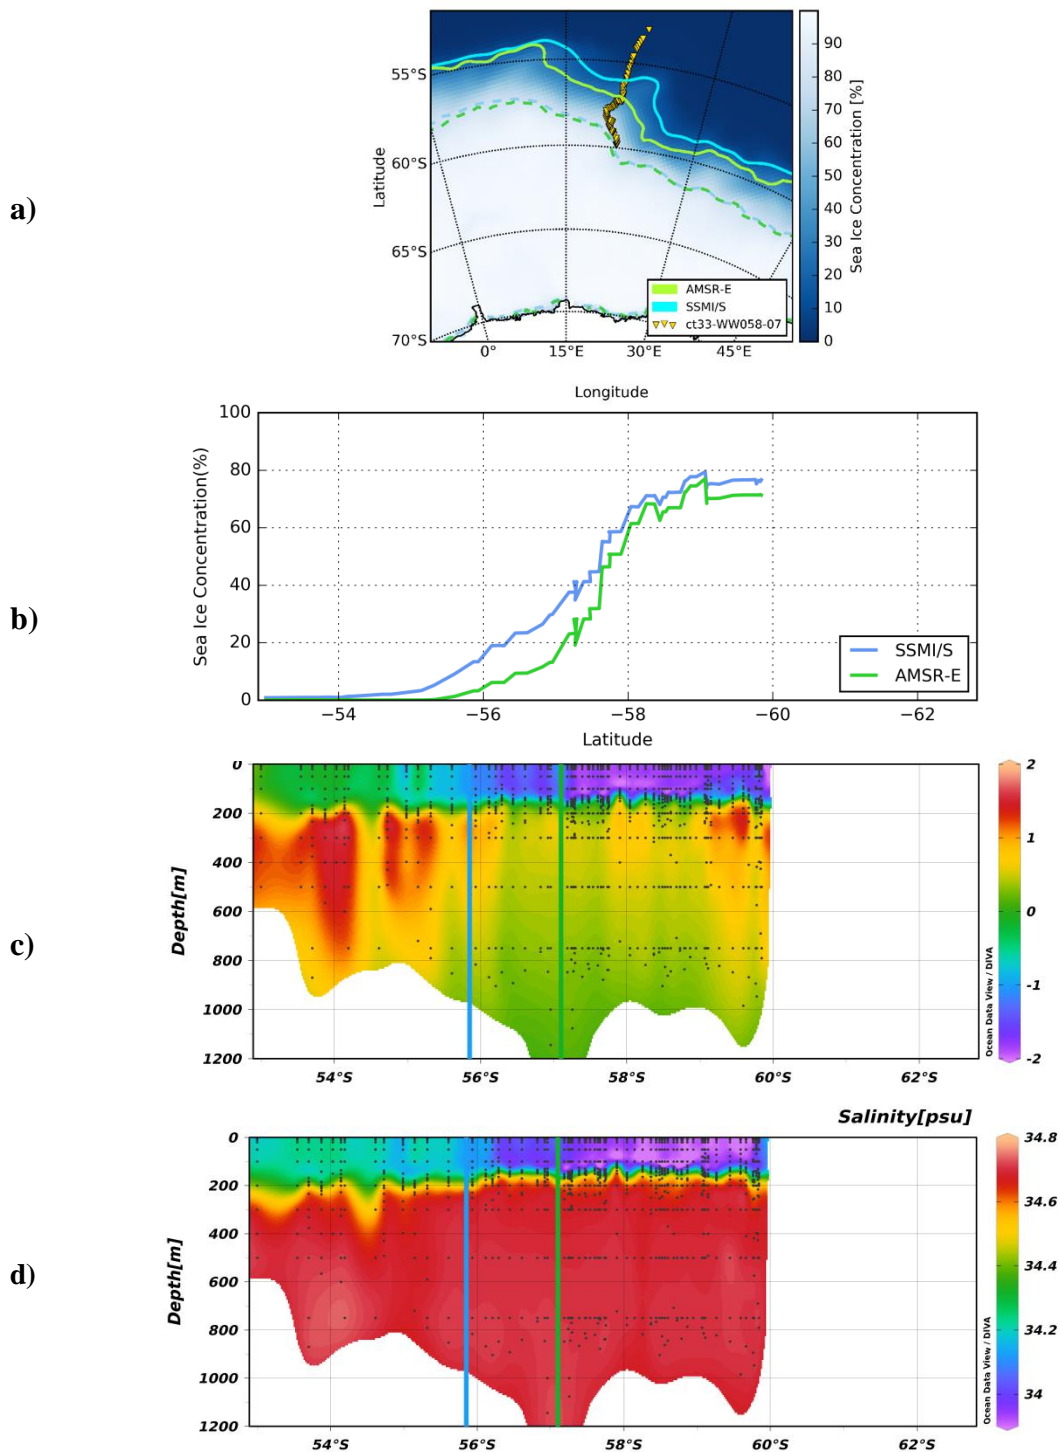 a)
55°S
60°S
65°S
70°S
Latitude
0°
15°E
30°E
45°E
Longitude
AMSR-E
SSMI/S
ct33-WW058-07
90
80
70
60
50
40
30
20
10
0
Sea Ice Concentration [%]
b)
100
80
60
40
20
0
Sea Ice Concentration(%)
−54
−56
−58
−60
−62
Latitude
SSMI/S
AMSR-E
c)
0
200
400
600
800
1000
1200
Depth[m]
54°S
56°S
58°S
60°S
62°S
Ocean Data View / DIVA
2
1
0
-1
-2
Salinity[psu]
d)
0
200
400
600
800
1000
1200
Depth[m]
54°S
56°S
58°S
60°S
62°S
Ocean Data View / DIVA
34.8
34.6
34.4
34.2
34